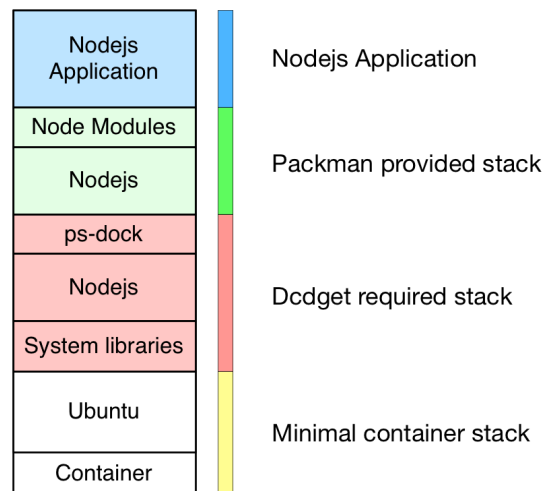 Nodejs
Application
Nodejs Application
Node Modules
Packman provided stack
Nodejs
ps-dock
Nodejs
Dcdget required stack
System libraries
Ubuntu
Minimal container stack
Container